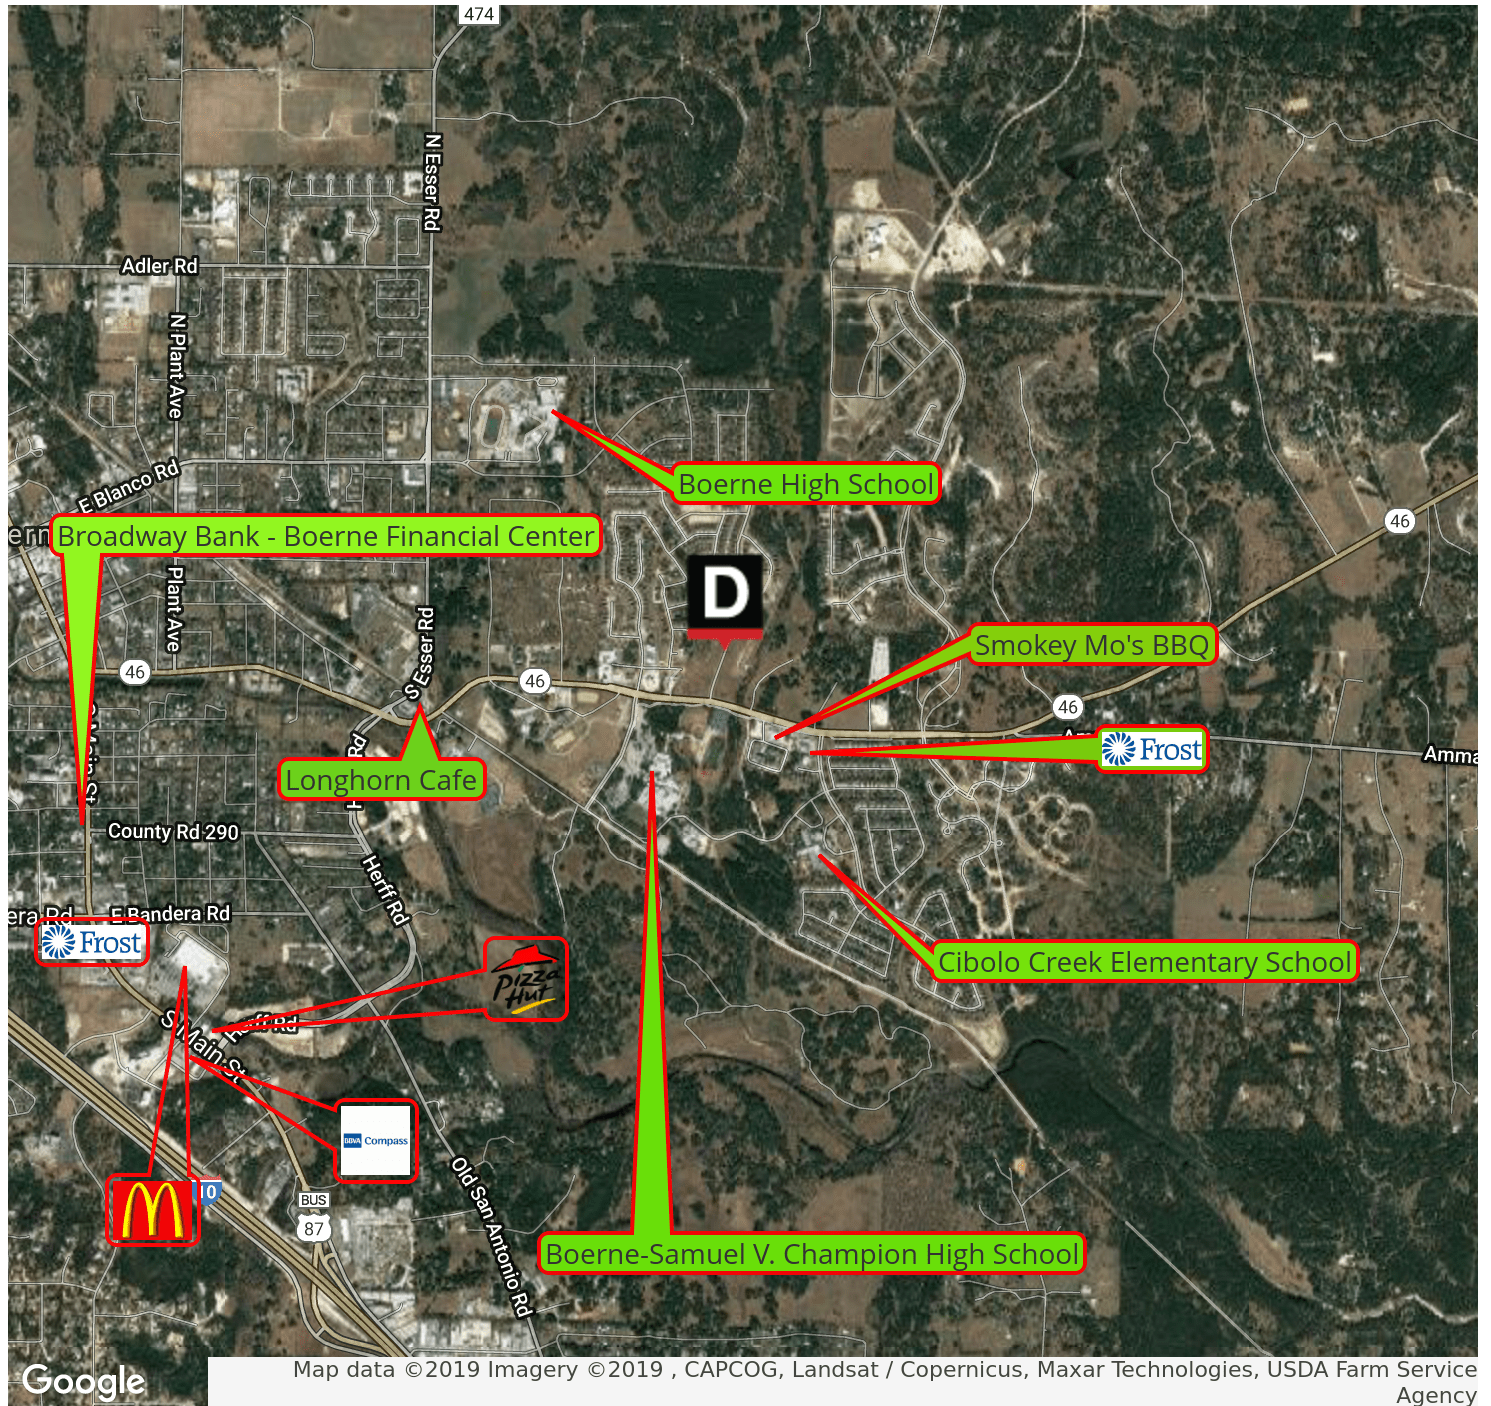 474
N Esser Rd
Adler Rd
N Plant Ave
E Blanco Rd
Boerne High School
46
Broadway Bank - Boerne Financial Center
D
Plant Ave
S Esser Rd
Smokey Mo's BBQ
46
46
46
Frost
Amma
Longhorn Cafe
County Rd 290
Herff Rd
E Bandera Rd
Frost
Cibolo Creek Elementary School
Pizza
Hut
S Main St
Herff Rd
BBVA Compass
10
BUS
87
Old San Antonio Rd
Boerne-Samuel V. Champion High School
Google
Map data ©2019 Imagery ©2019 , CAPCOG, Landsat / Copernicus, Maxar Technologies, USDA Farm Service
Agency